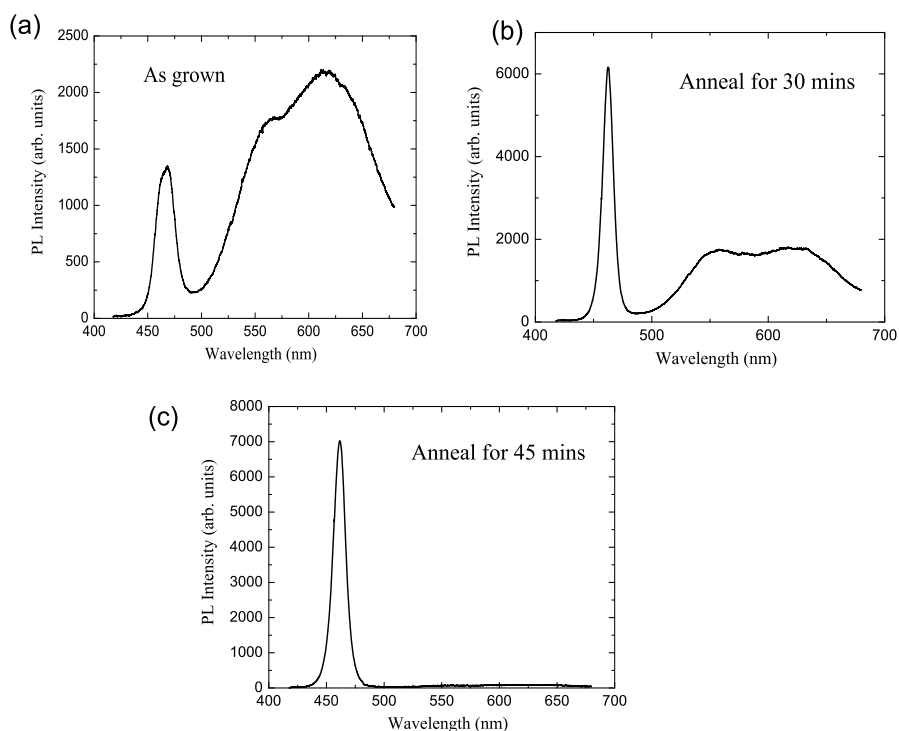 (a)
2500
2000
1500
1000
500
0
As grown
PL Intensity (arb. units)
400 450 500 550 600 650 700
Wavelength (nm)
(b)
6000
4000
2000
0
Anneal for 30 mins
PL Intensity (arb. units)
400 500 600 700
Wavelength (nm)
(c)
8000
7000
6000
5000
4000
3000
2000
1000
0
Anneal for 45 mins
PL Intensity (arb. units)
400 450 500 550 600 650 700
Wavelength (nm)